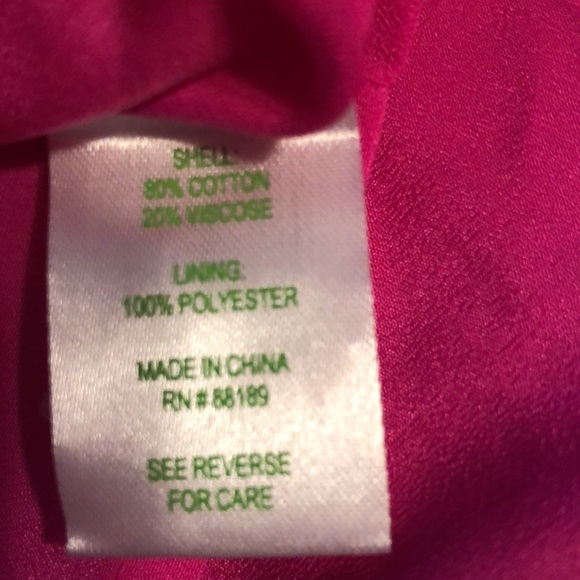 SHELL:
80% COTTON
20% VISCOSE
LINING:
100% POLYESTER
MADE IN CHINA
RN # 88189
SEE REVERSE
FOR CARE